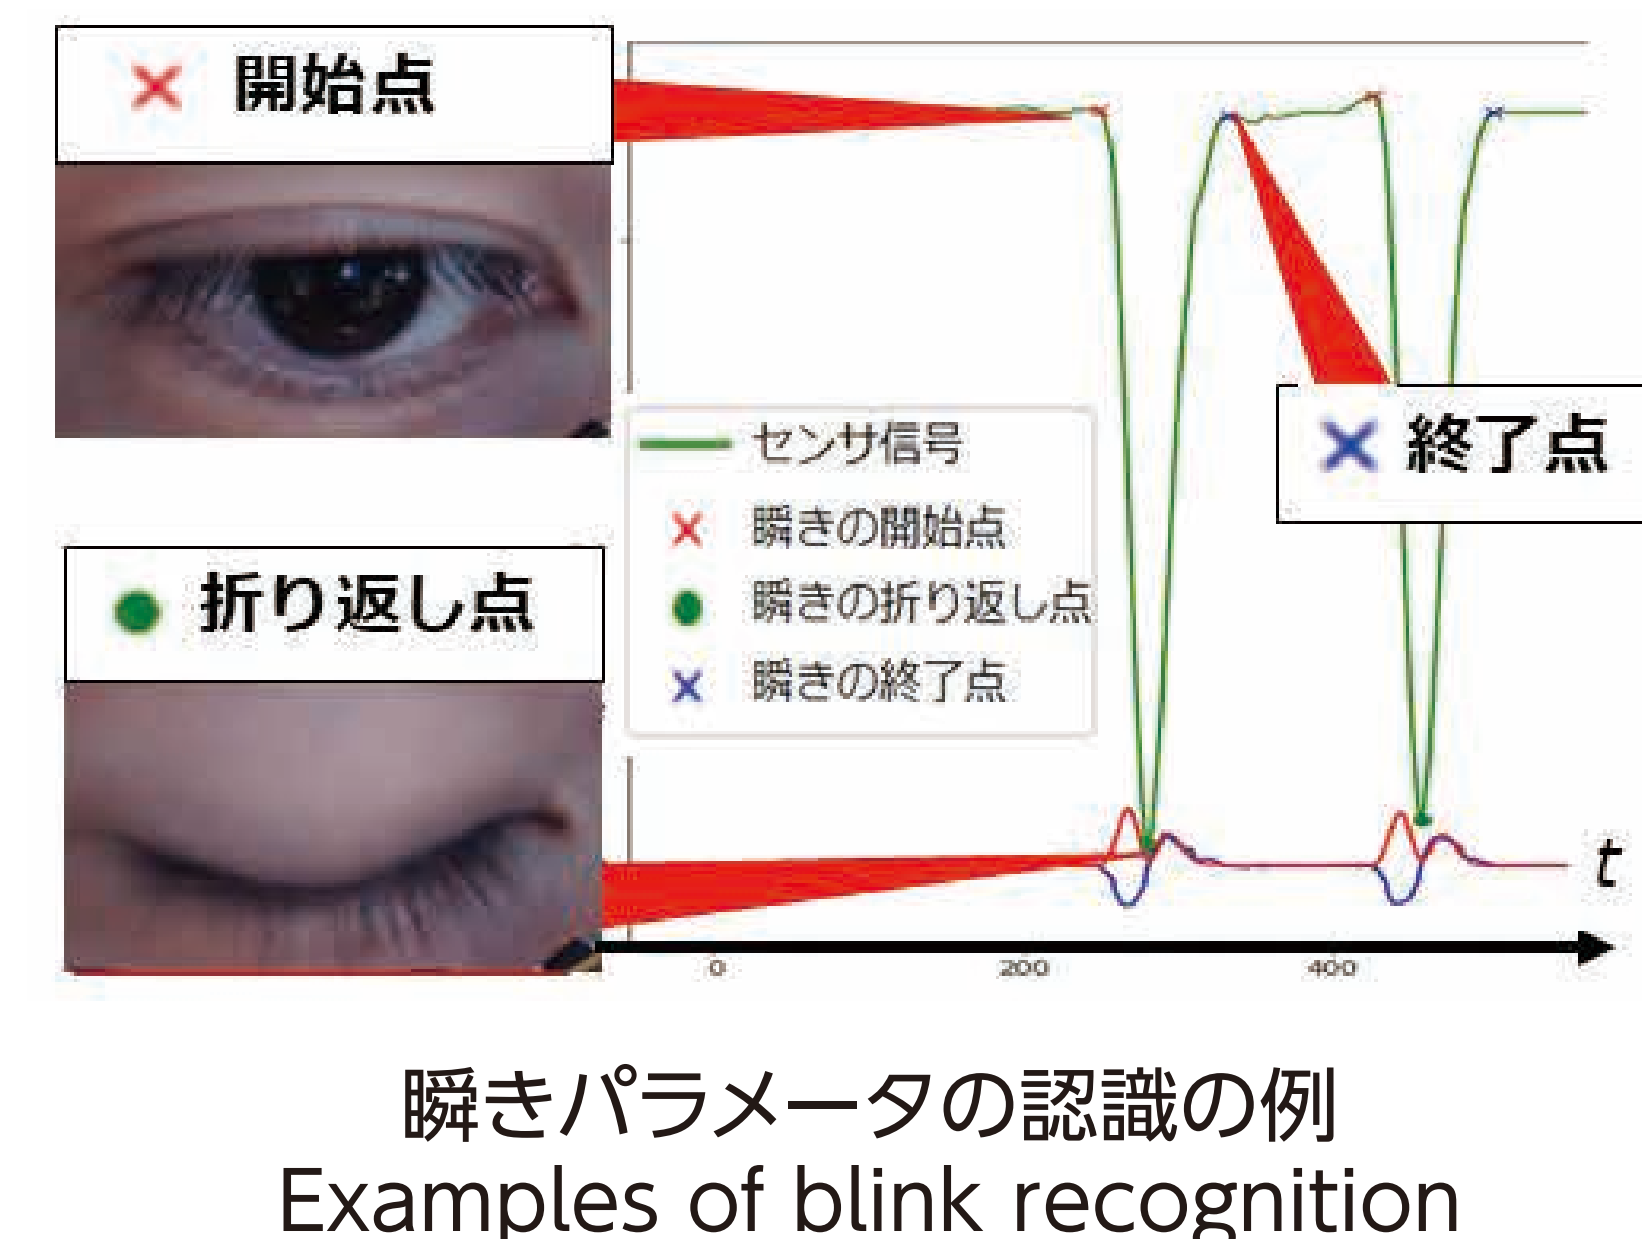 × 開始点
● 折り返し点
センサ信号
× 瞬きの開始点
● 瞬きの折り返し点
× 瞬きの終了点
× 終了点
t
0 200 400
瞬きパラメータの認識の例
Examples of blink recognition